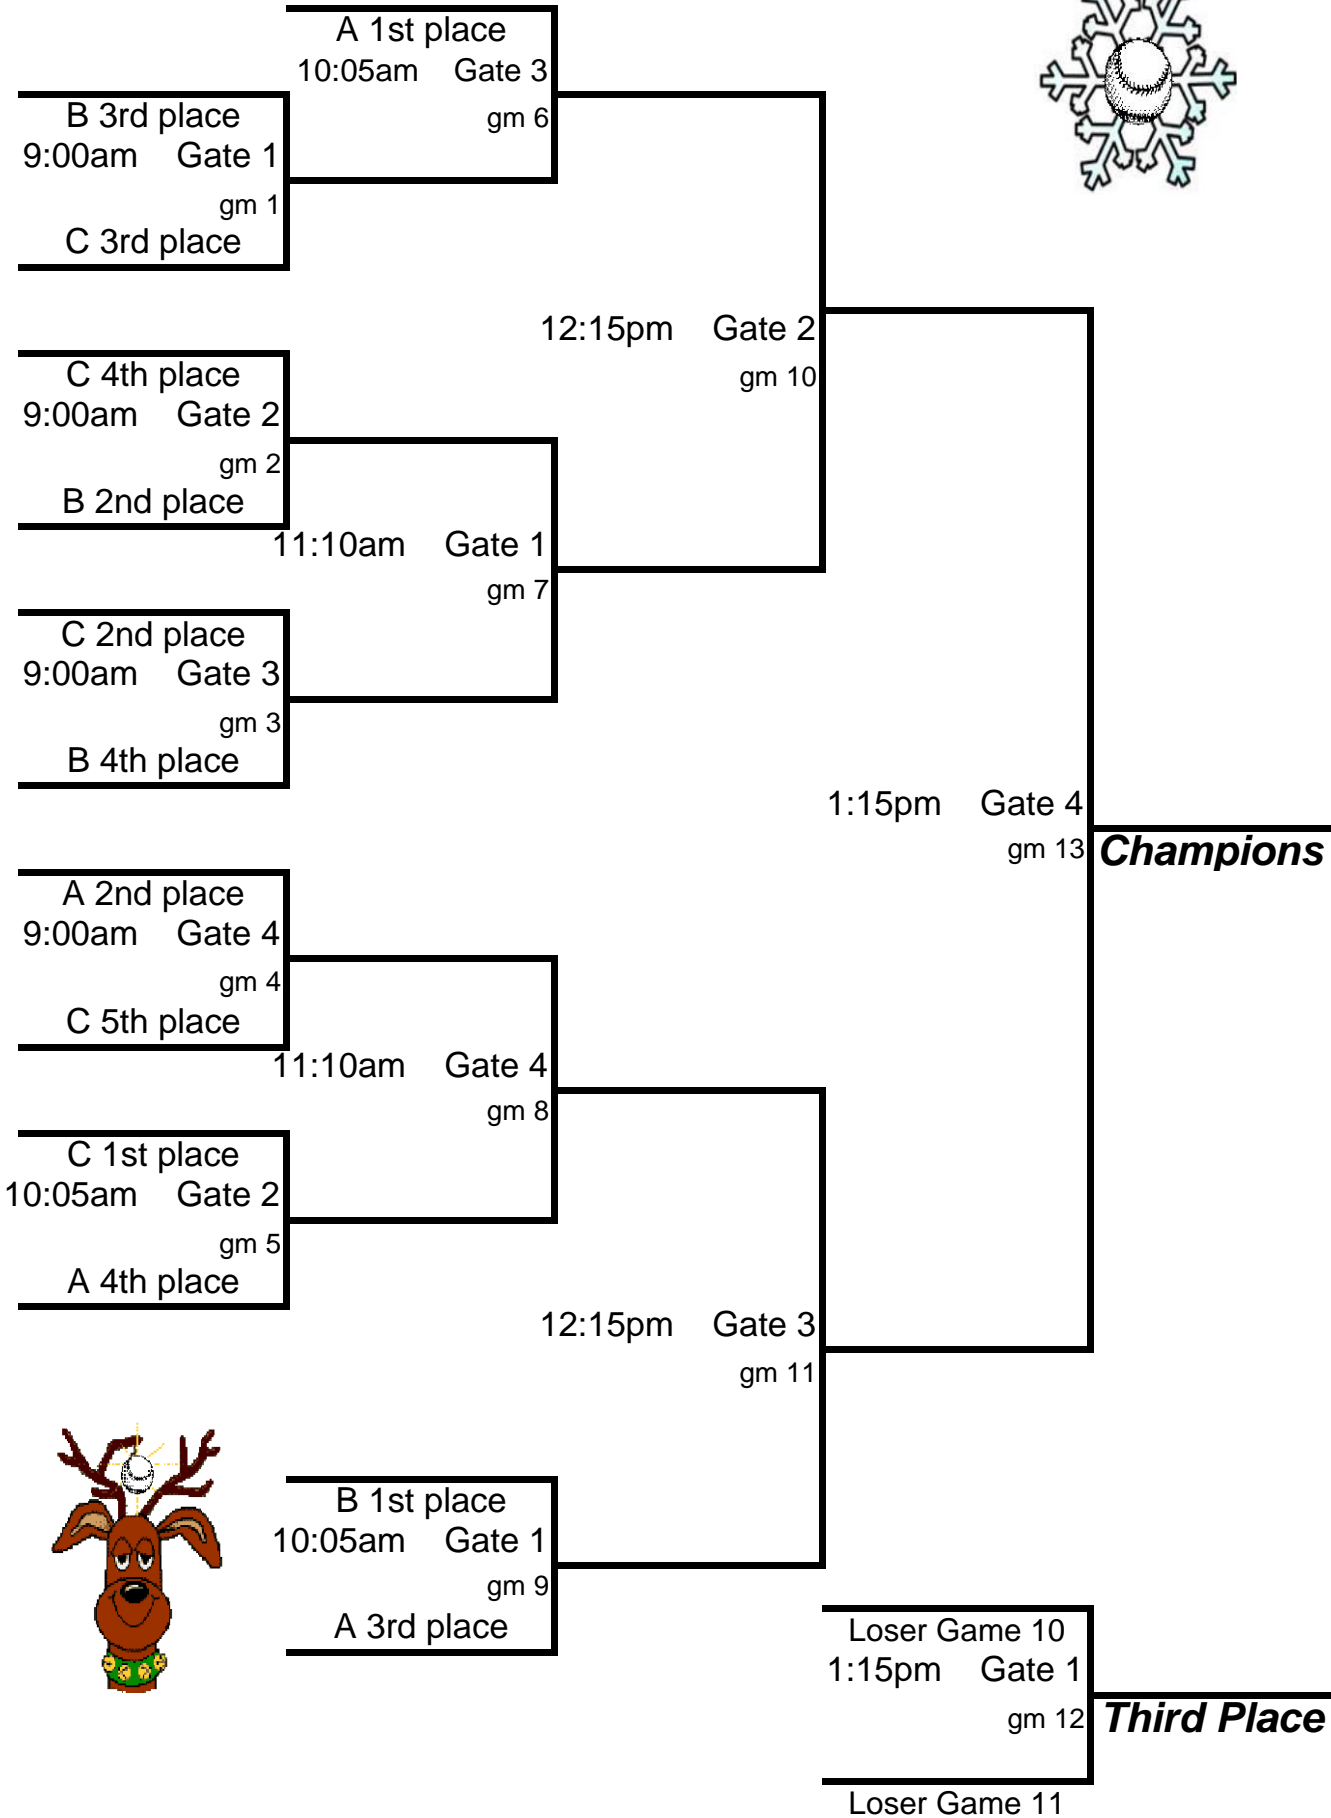 A 1st place
10:05am Gate 3
gm 6
B 3rd place
9:00am Gate 1
gm 1
C 3rd place
12:15pm Gate 2
gm 10
C 4th place
9:00am Gate 2
gm 2
B 2nd place
11:10am Gate 1
gm 7
C 2nd place
9:00am Gate 3
gm 3
B 4th place
1:15pm Gate 4
gm 13
Champions
A 2nd place
9:00am Gate 4
gm 4
C 5th place
11:10am Gate 4
gm 8
C 1st place
10:05am Gate 2
gm 5
A 4th place
12:15pm Gate 3
gm 11
B 1st place
10:05am Gate 1
gm 9
A 3rd place
Loser Game 10
1:15pm Gate 1
gm 12
Third Place
Loser Game 11